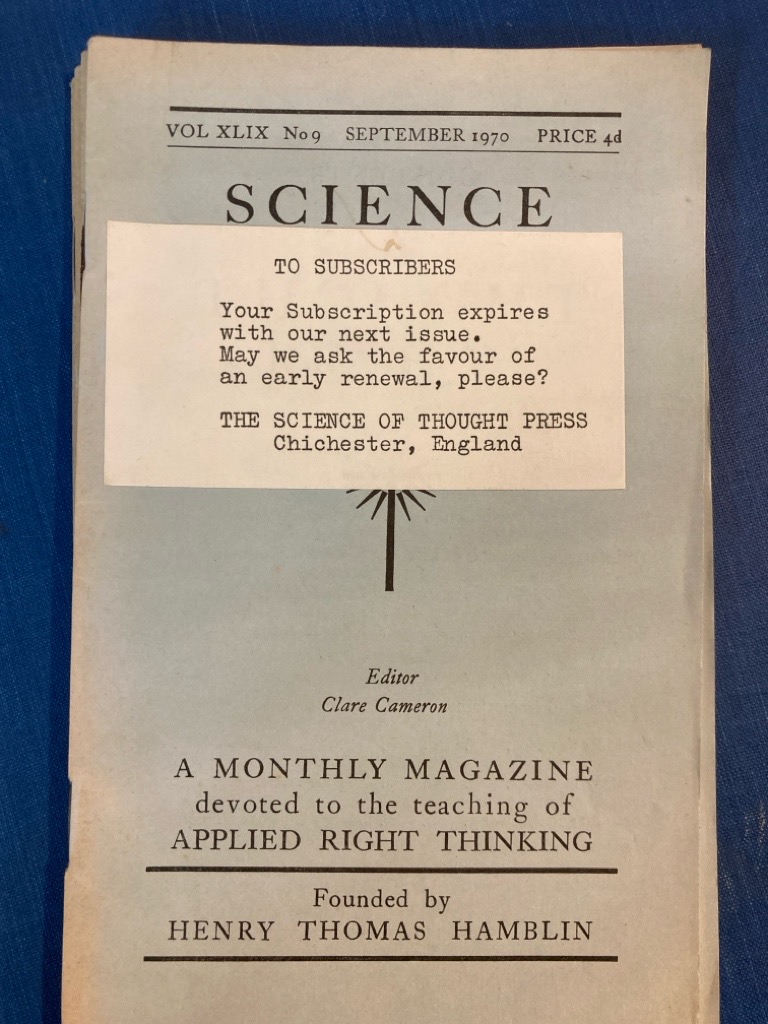 VOL XLIX No 9 SEPTEMBER 1970 PRICE 4d
SCIENCE
TO SUBSCRIBERS
Your Subscription expires
with our next issue.
May we ask the favour of
an early renewal, please?
THE SCIENCE OF THOUGHT PRESS
Chichester, England
Editor
Clare Cameron
A MONTHLY MAGAZINE
devoted to the teaching of
APPLIED RIGHT THINKING
Founded by
HENRY THOMAS HAMBLIN